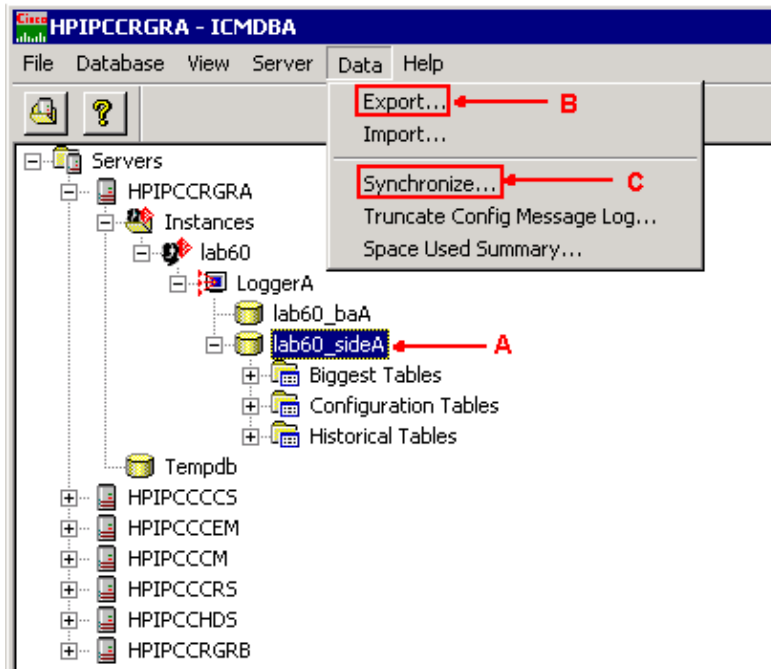 Cisco
HPIPCCRGRA - ICMDBA
File Database View Server Data Help
Export... B
Import...
Synchronize... C
Truncate Config Message Log...
Space Used Summary...
?
Servers
HPIPCCRGRA
Instances
lab60
LoggerA
lab60_baA
lab60_sideA A
Biggest Tables
Configuration Tables
Historical Tables
Tempdb
HPIPCCCCS
HPIPCCCEM
HPIPCCCM
HPIPCCCRS
HPIPCCHDS
HPIPCCRGRB